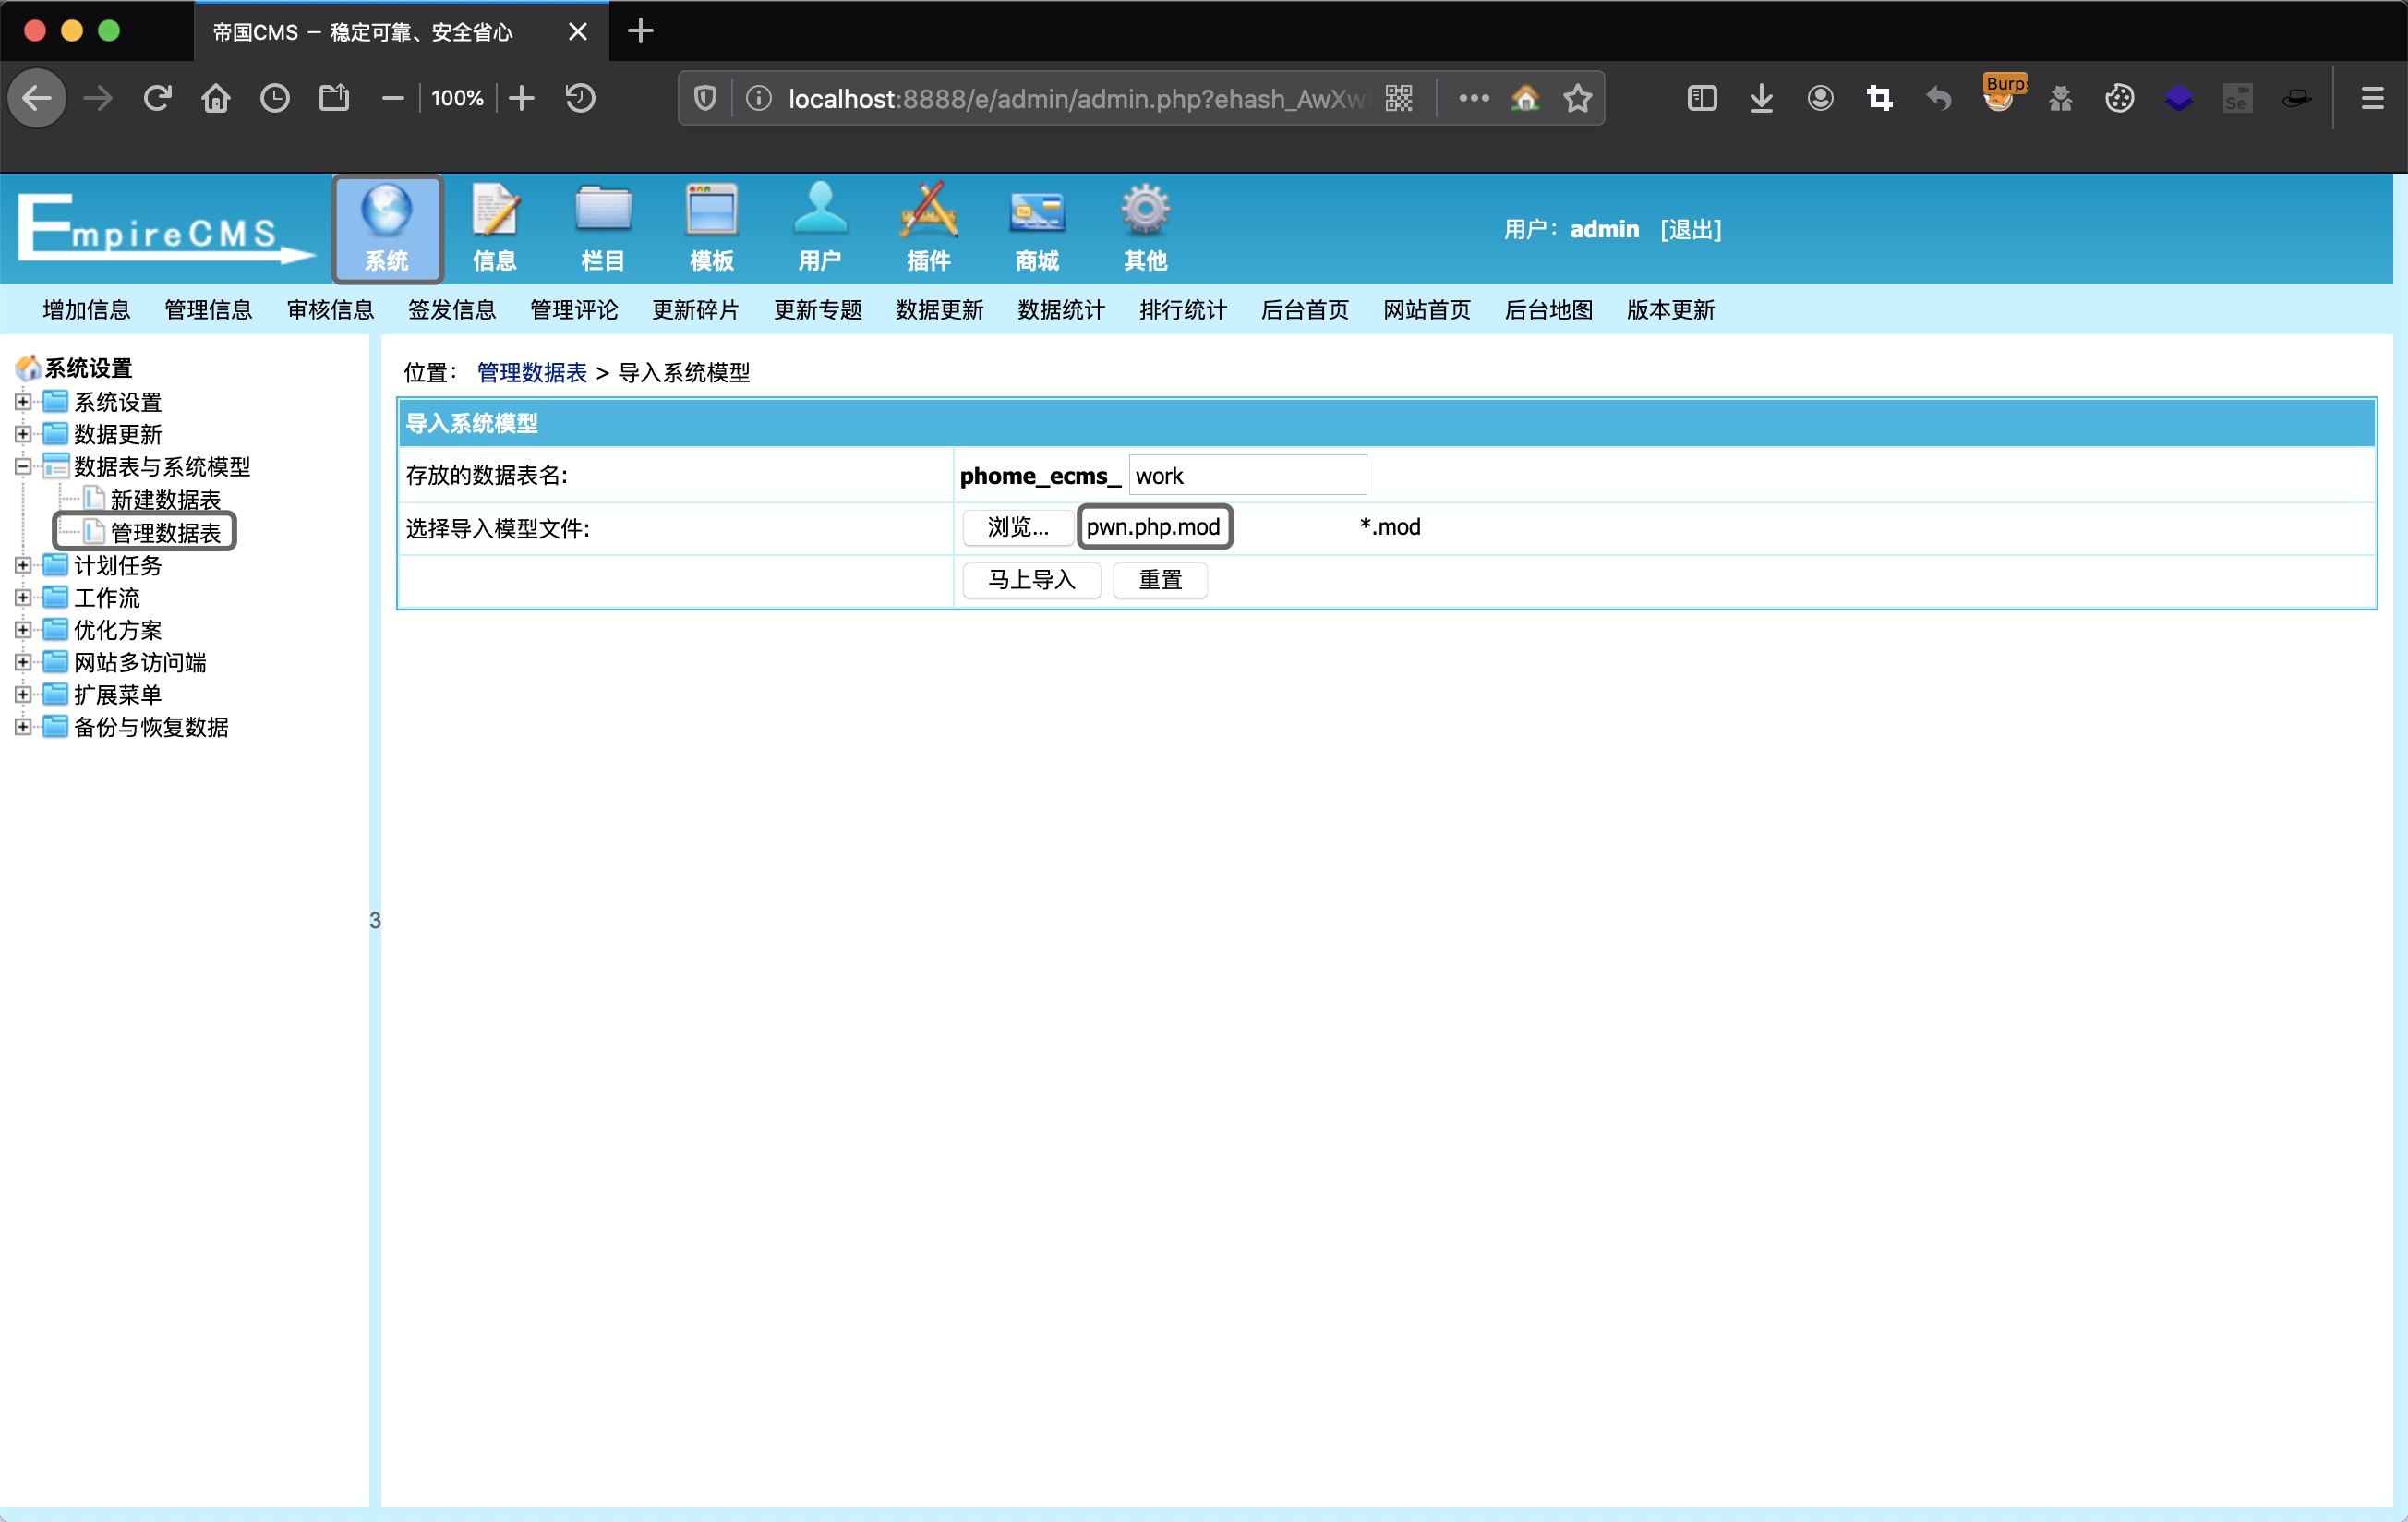 帝国CMS － 稳定可靠、安全省心
100%
localhost:8888/e/admin/admin.php?ehash_AwXw
Burp
Se
EmpireCMS
系统 信息 栏目 模板 用户 插件 商城 其他
用户： admin [退出]
增加信息 管理信息 审核信息 签发信息 管理评论 更新碎片 更新专题 数据更新 数据统计 排行统计 后台首页 网站首页 后台地图 版本更新
系统设置
系统设置
数据更新
数据表与系统模型
新建数据表
管理数据表
计划任务
工作流
优化方案
网站多访问端
扩展菜单
备份与恢复数据
3
位置： 管理数据表 > 导入系统模型
导入系统模型
存放的数据表名: phome_ecms_ work
选择导入模型文件: 浏览... pwn.php.mod *.mod
马上导入 重置